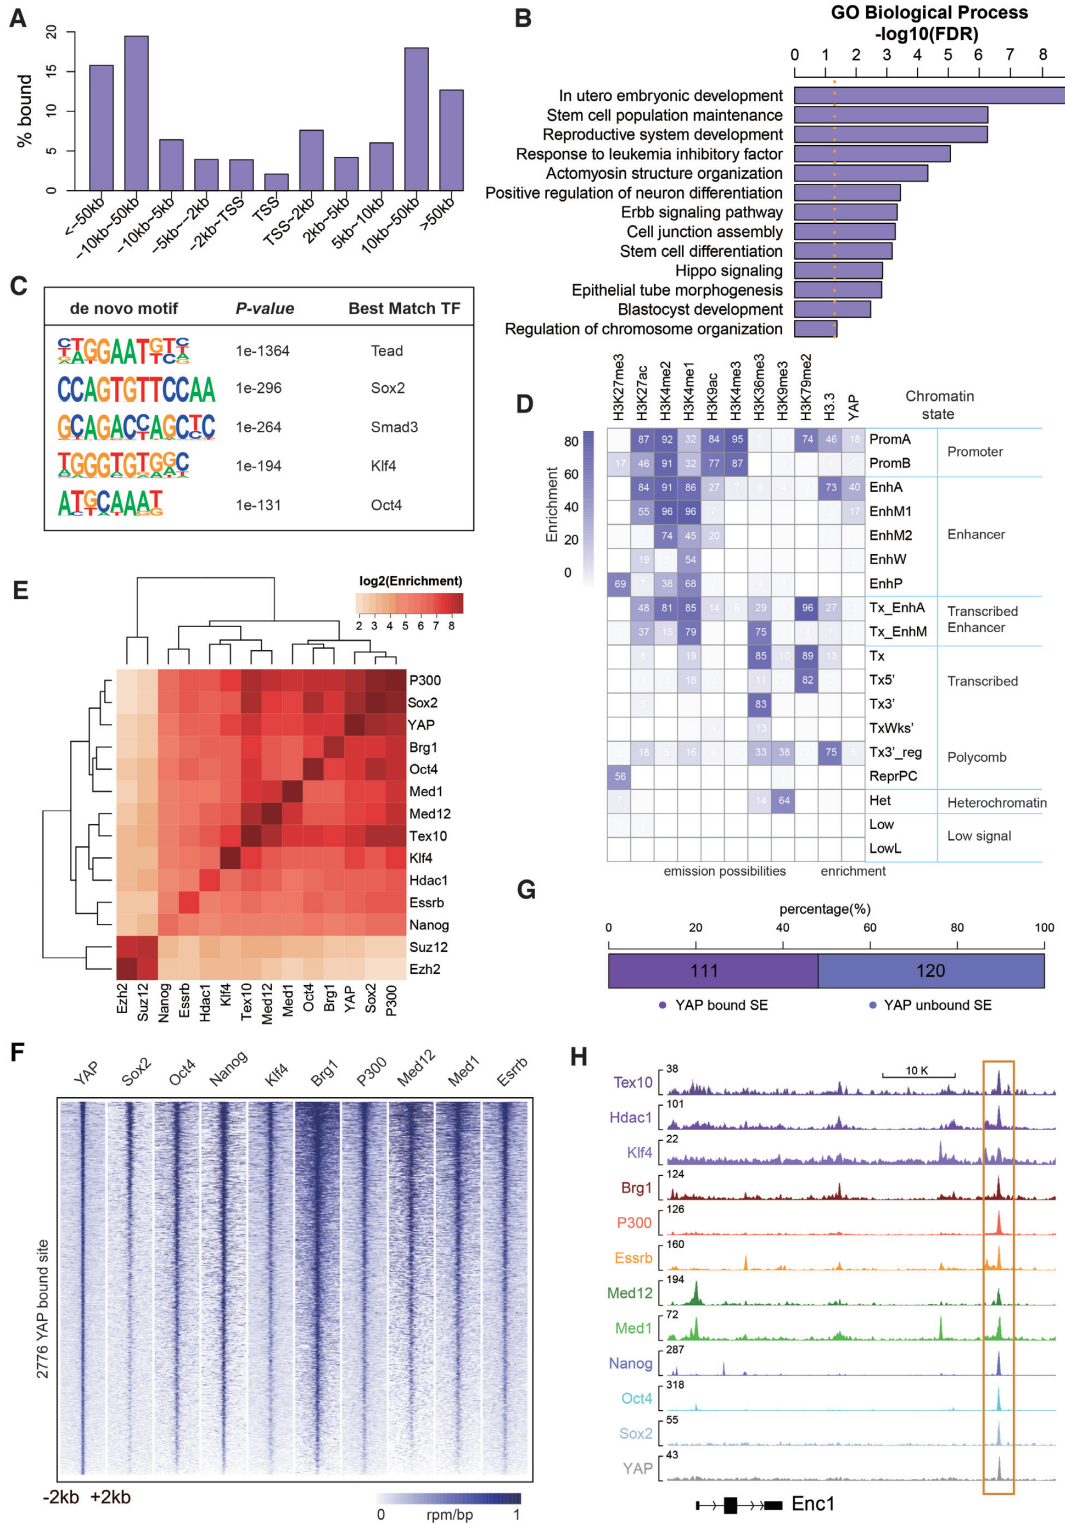 A
% bound
20
15
10
5
0
<-50kb
-10kb~50kb
-10kb~5kb
-5kb~-2kb
-2kb~TSS
TSS
TSS~2kb
2kb~5kb
5kb~10kb
10kb~50kb
>50kb
B
GO Biological Process
-log10(FDR)
0 1 2 3 4 5 6 7 8
In utero embryonic development
Stem cell population maintenance
Reproductive system development
Response to leukemia inhibitory factor
Actomyosin structure organization
Positive regulation of neuron differentiation
Erbb signaling pathway
Cell junction assembly
Stem cell differentiation
Hippo signaling
Epithelial tube morphogenesis
Blastocyst development
Regulation of chromosome organization
C
de novo motif P-value Best Match TF
1e-1364 Tead
CCAGTGTTCCAA 1e-296 Sox2
1e-264 Smad3
1e-194 Klf4
1e-131 Oct4
D
Enrichment
80
60
40
20
0
H3K27me3 H3K27ac H3K4me2 H3K4me1 H3K9ac H3K4me3 H3K36me3 H3K9me3 H3K79me2 H3.3 YAP
Chromatin
state
87 92 32 84 95 74 46 18 PromA
Promoter
17 46 91 32 77 87 PromB
84 91 86 27 73 40 EnhA
55 96 96 17 EnhM1
Enhancer
74 45 20 EnhM2
19 54 EnhW
69 38 68 EnhP
48 81 85 14 29 96 27 Tx_EnhA
Transcribed
Enhancer
37 15 79 75 Tx_EnhM
19 85 10 89 13 Tx
18 11 82 Tx5'
Transcribed
83 Tx3'
13 TxWks'
18 16 33 38 75 Tx3'_reg
Polycomb
56 ReprPC
14 64 Het
Heterochromatin
Low
Low signal
LowL
emission possibilities enrichment
E
log2(Enrichment)
2 4 6 8
P300
Sox2
YAP
Brg1
Oct4
Med1
Med12
Tex10
Klf4
Hdac1
Essrb
Nanog
Suz12
Ezh2
Ezh2 Suz12 Nanog Essrb Hdac1 Klf4 Tex10 Med12 Med1 Oct4 Brg1 YAP Sox2 P300
G
percentage(%)
0 20 40 60 80 100
111 120
YAP bound SE YAP unbound SE
F
YAP Sox2 Oct4 Nanog Klf4 Brg1 P300 Med12 Med1 Esrrb
2776 YAP bound site
-2kb +2kb
0 rpm/bp 1
H
10 K
Tex10 38
Hdac1 101
Klf4 22
Brg1 124
P300 126
Essrb 160
Med12 194
Med1 72
Nanog 287
Oct4 318
Sox2 55
YAP 43
Enc1